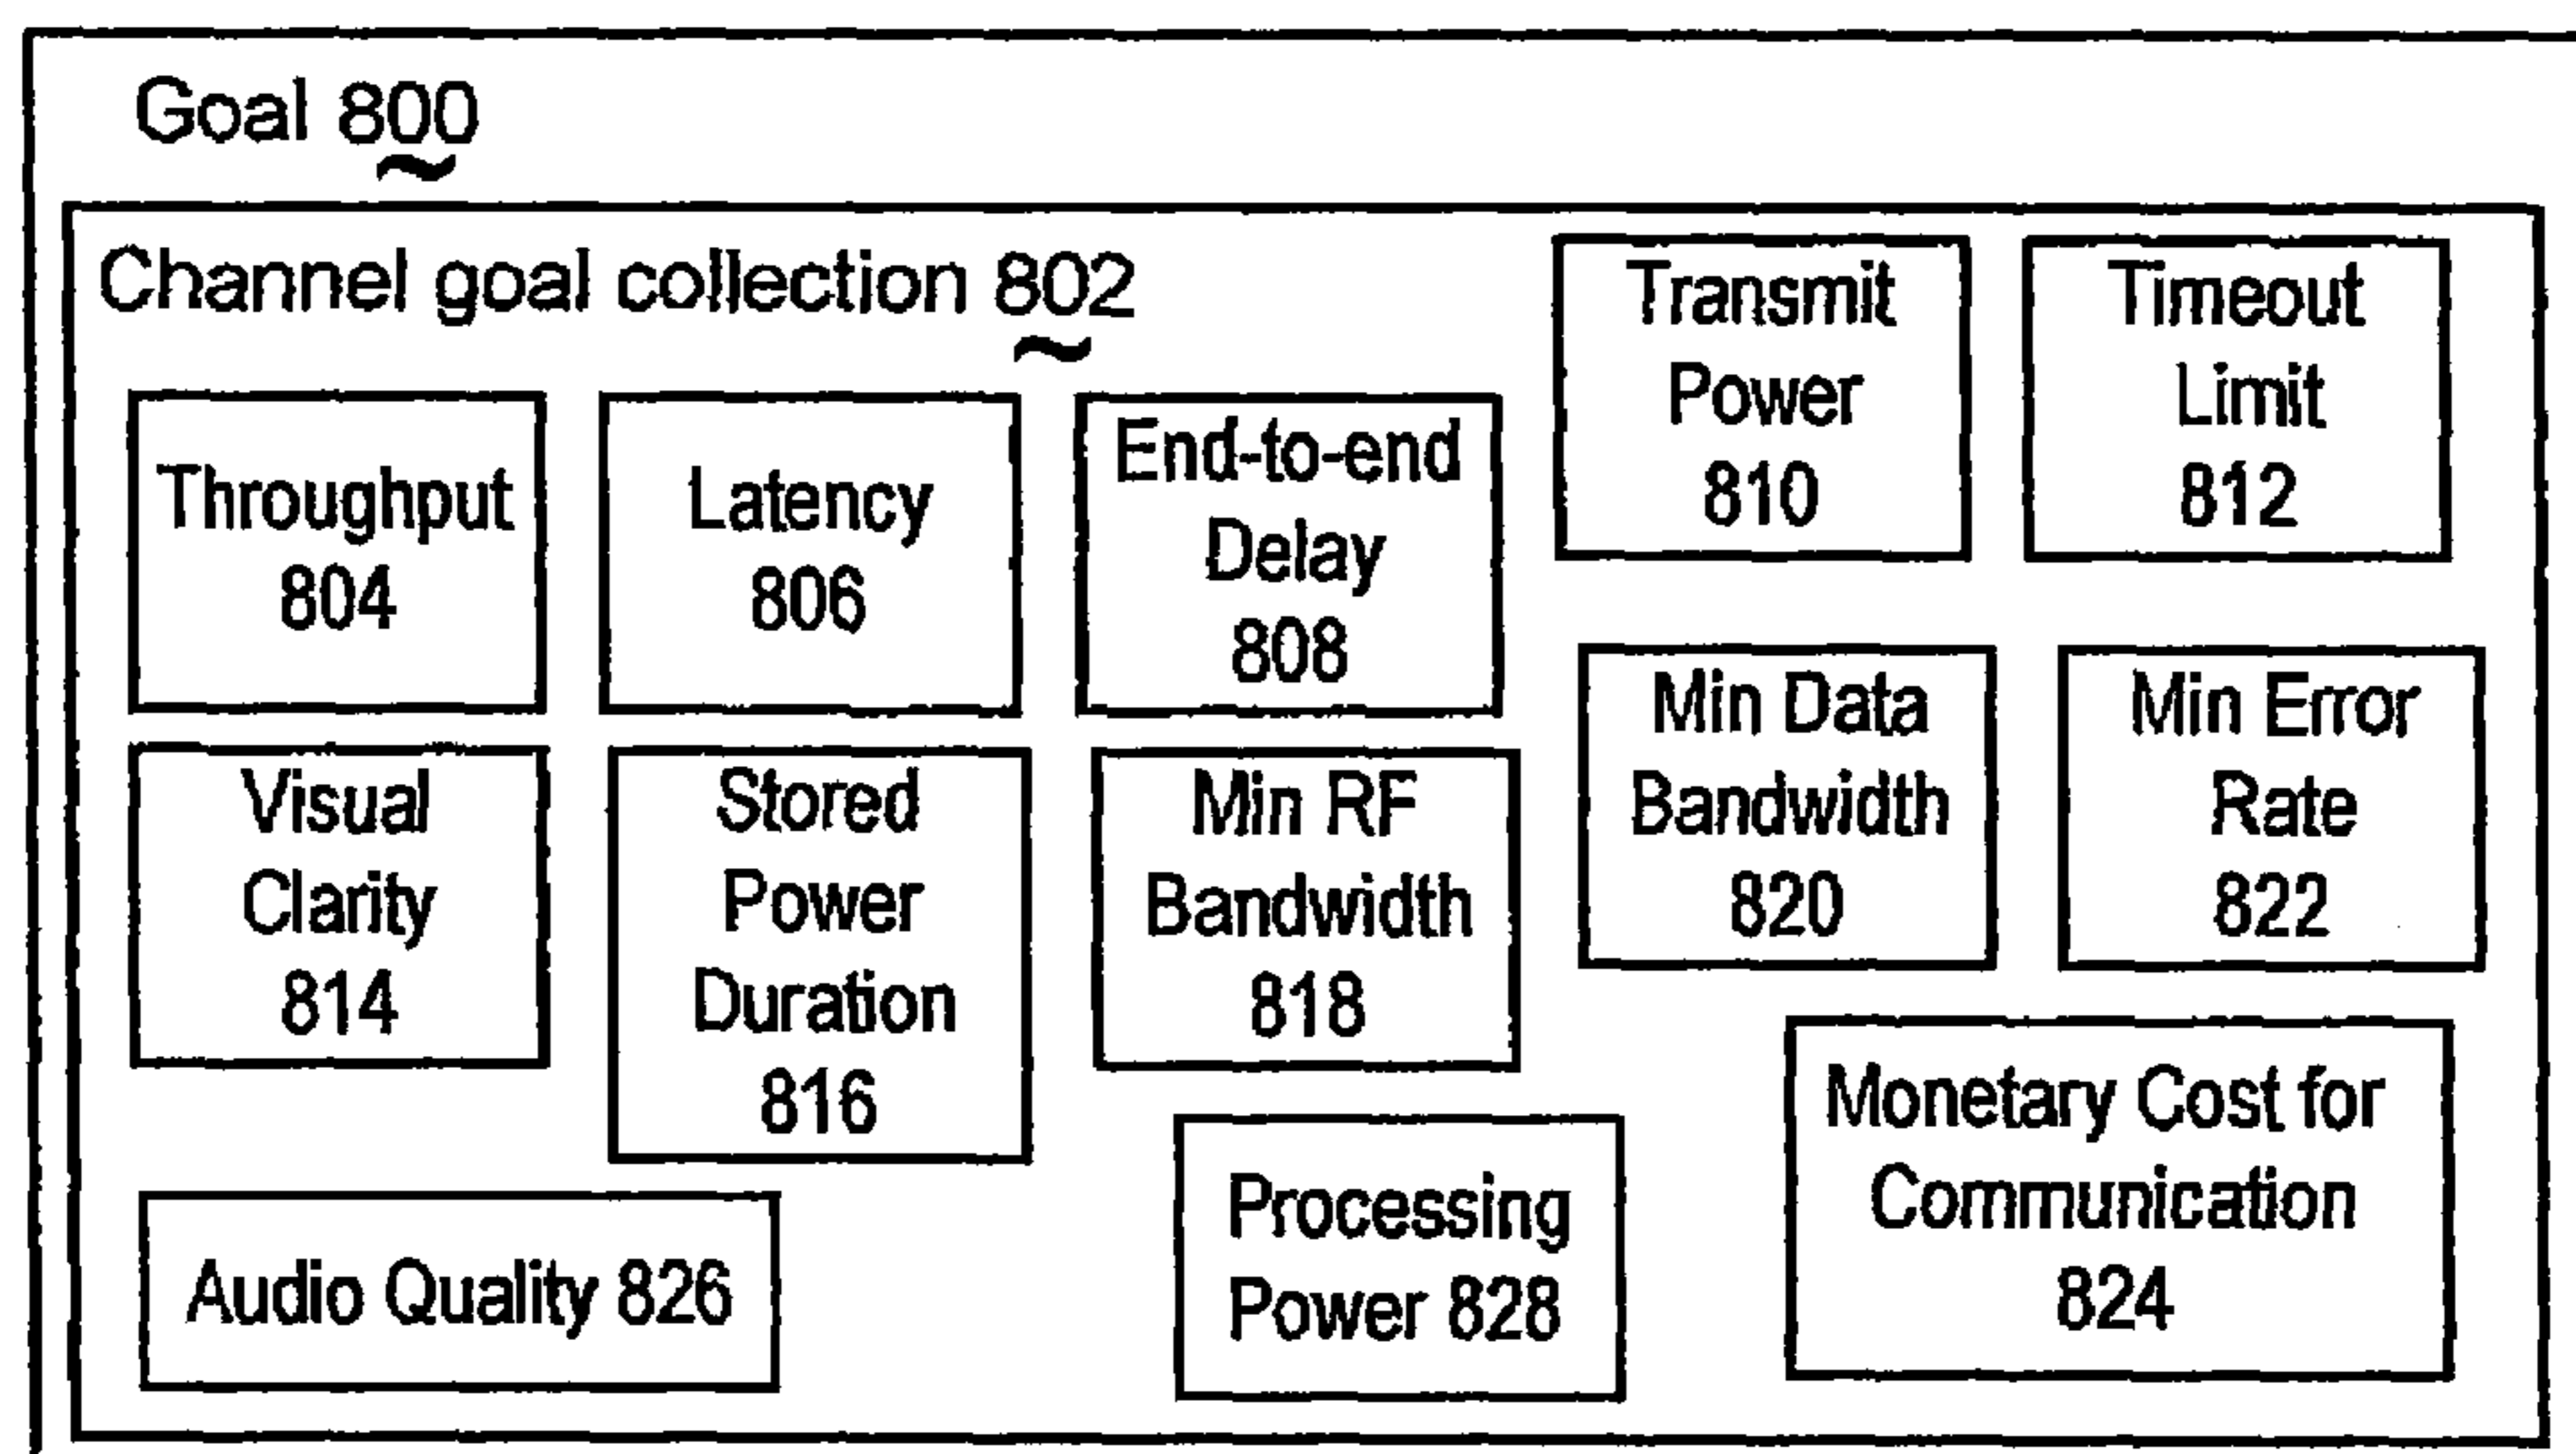 Goal 800
Channel goal collection 802
Transmit
Power
810
Timeout
Limit
812
Throughput
804
Latency
806
End-to-end
Delay
808
Min Data
Bandwidth
820
Min Error
Rate
822
Visual
Clarity
814
Stored
Power
Duration
816
Min RF
Bandwidth
818
Monetary Cost for
Communication
824
Audio Quality 826
Processing
Power 828